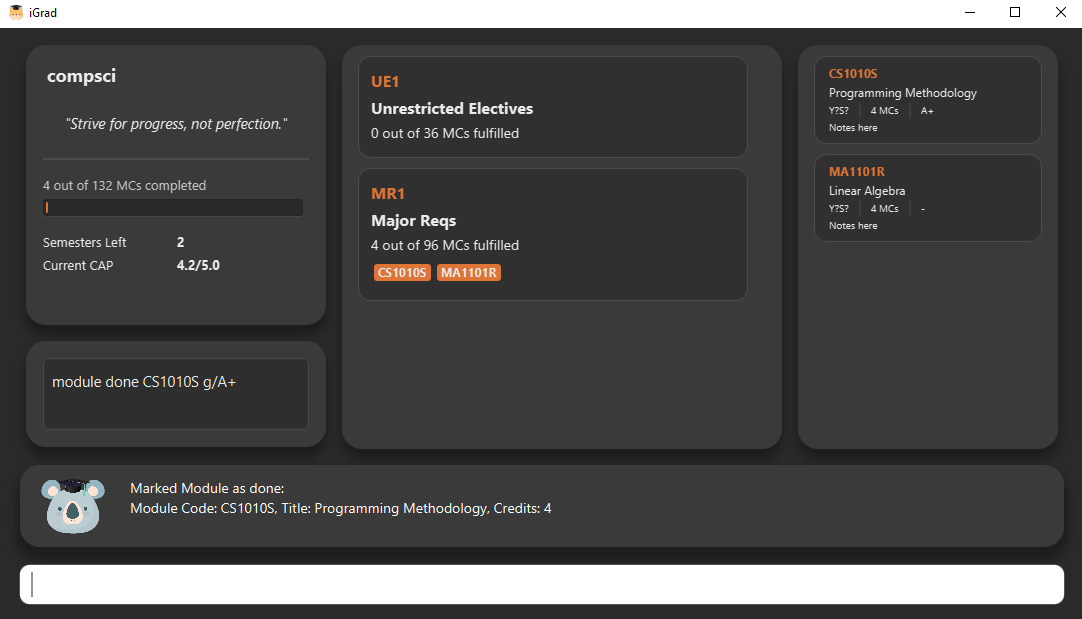 iGrad
compsci
"Strive for progress, not perfection."
4 out of 132 MCs completed
Semesters Left 2
Current CAP 4.2/5.0
module done CS1010S g/A+
UE1
Unrestricted Electives
0 out of 36 MCs fulfilled
MR1
Major Reqs
4 out of 96 MCs fulfilled
CS1010S MA1101R
CS1010S
Programming Methodology
Y?S? 4 MCs A+
Notes here
MA1101R
Linear Algebra
Y?S? 4 MCs -
Notes here
Marked Module as done:
Module Code: CS1010S, Title: Programming Methodology, Credits: 4